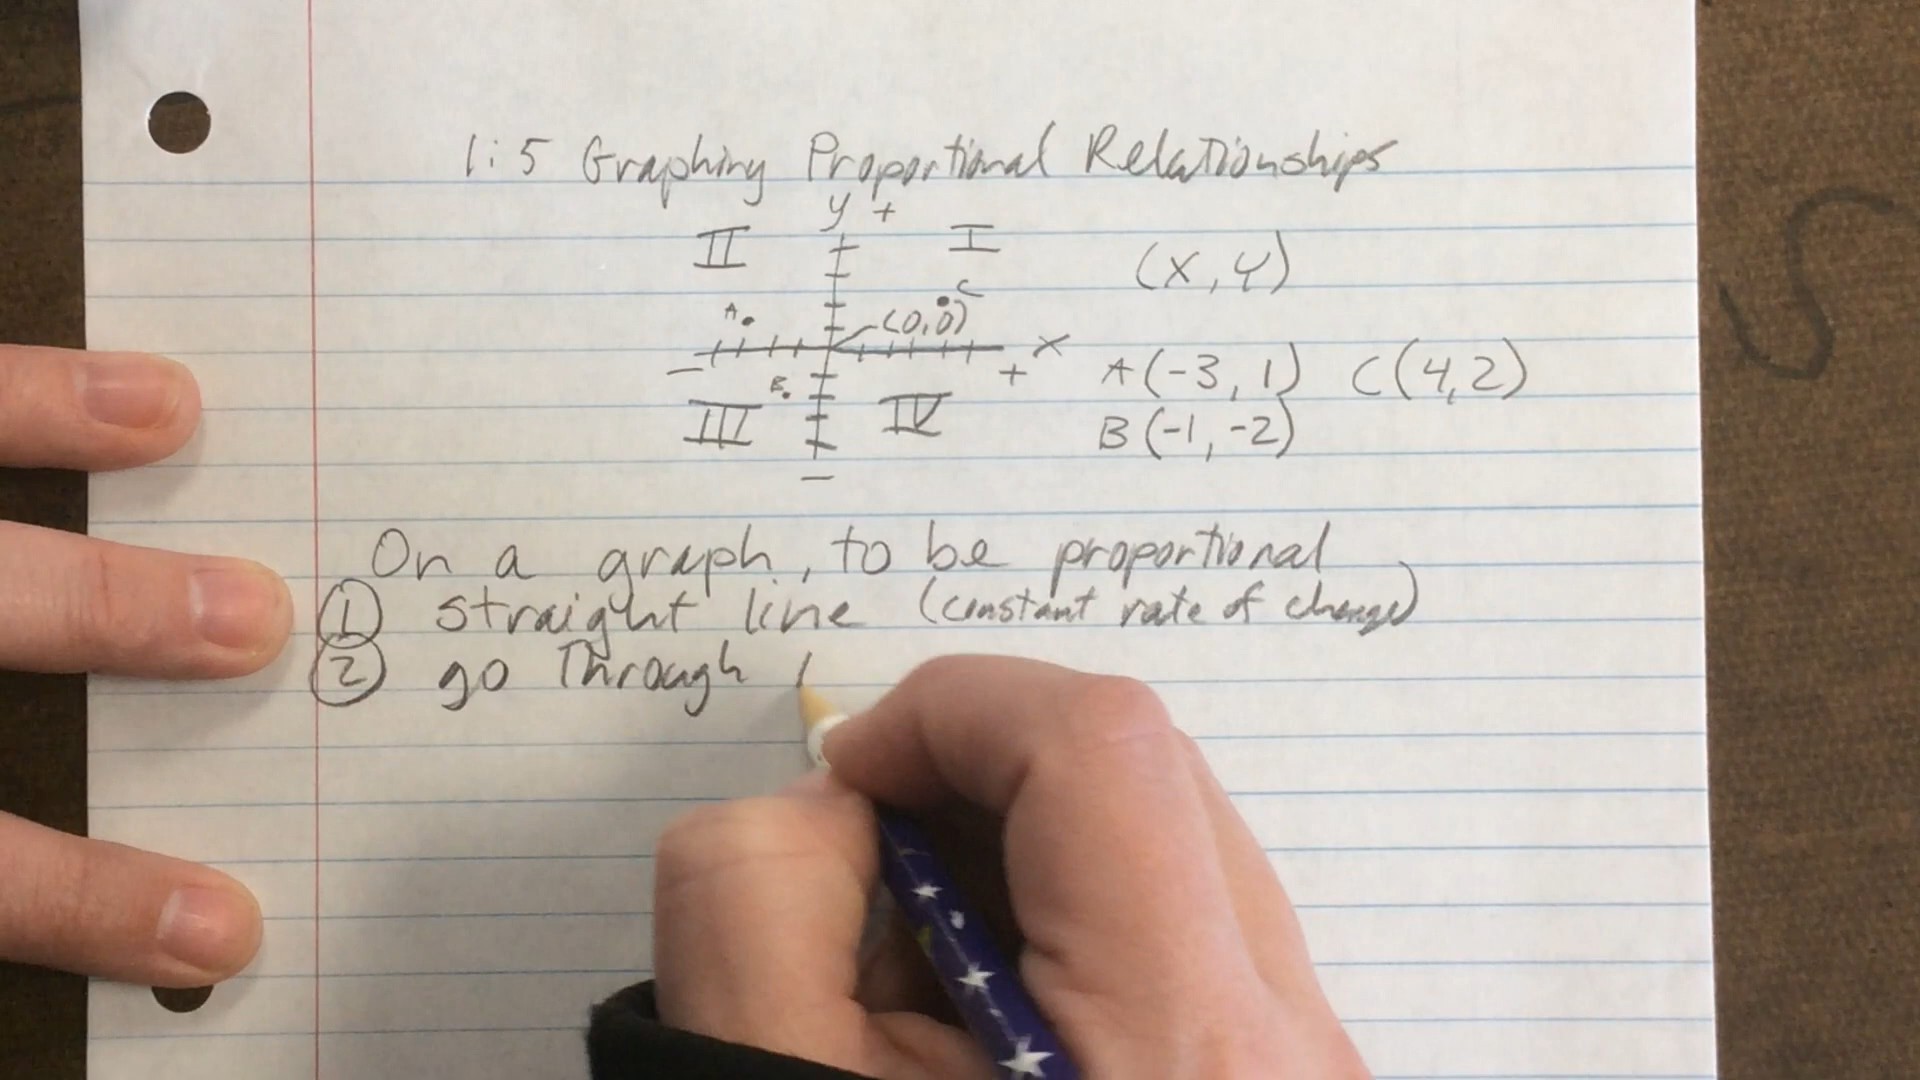 1:5 Graphing Proportional Relationships
y +
II I (X, Y)
C
A (0,0)
- x
+ A(-3, 1) C(4,2)
B
III IV B(-1, -2)
-
On a graph, to be proportional
① straight line (constant rate of change)
② go Through